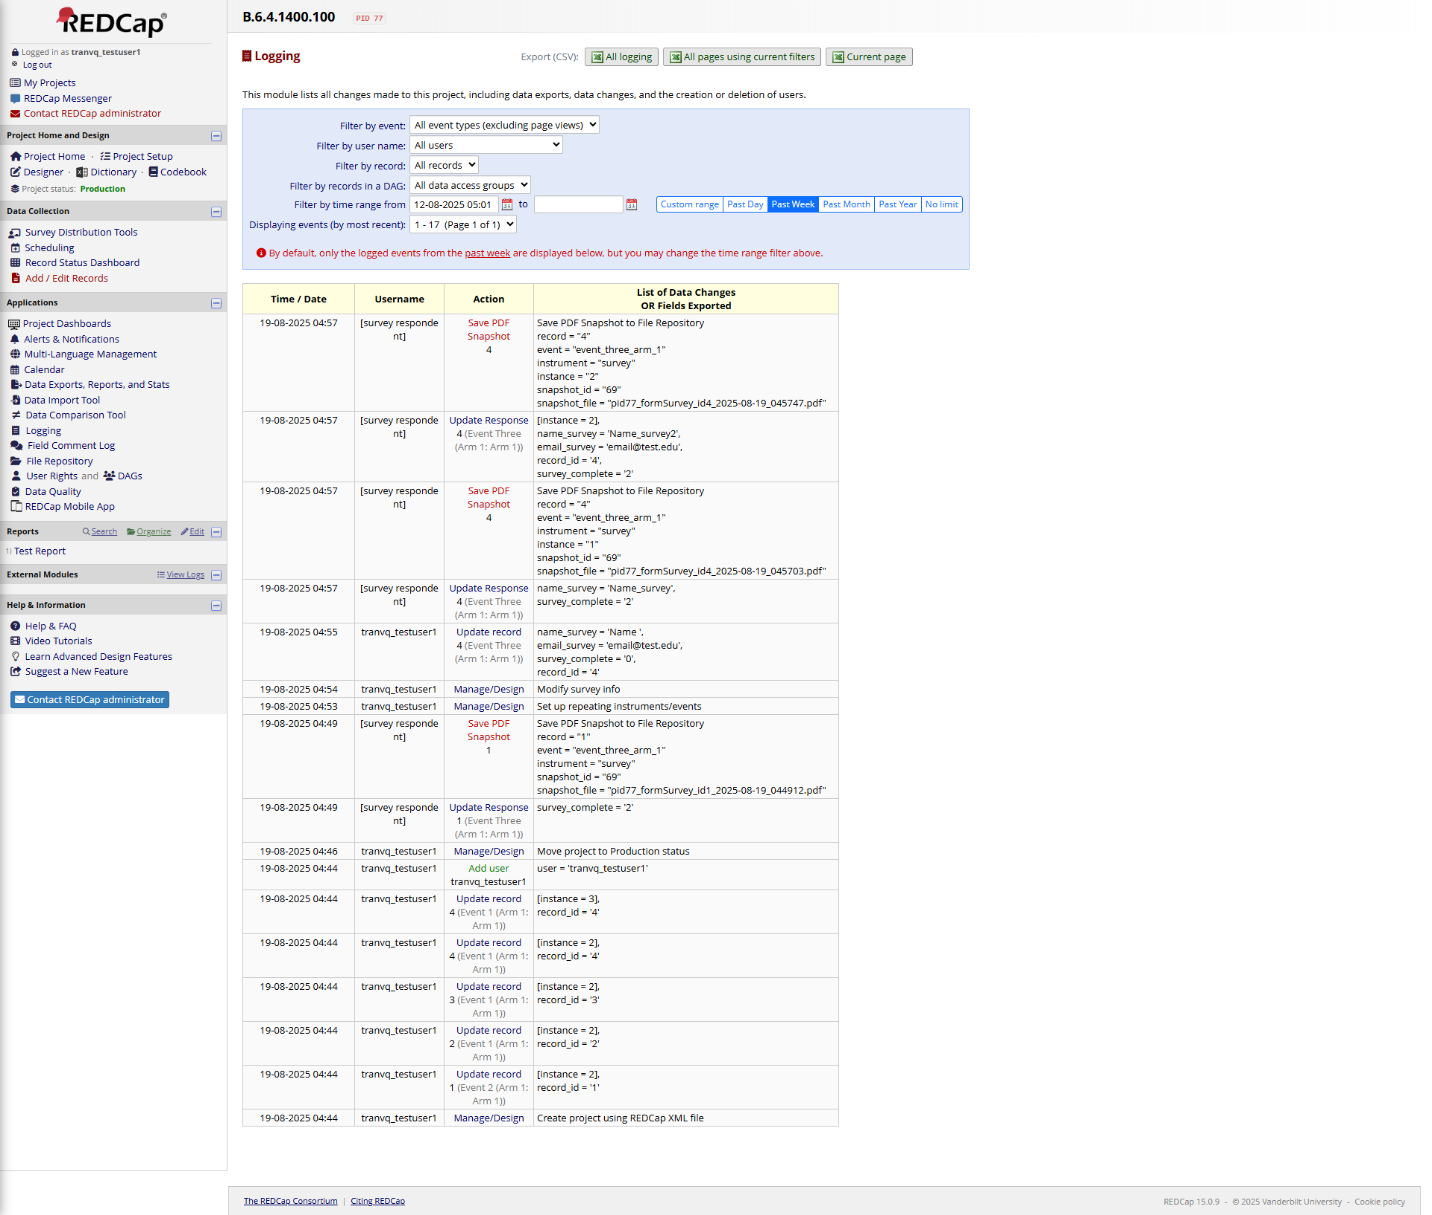 REDCap
Logged in as tranvq_testuser1
Log out
My Projects
REDCap Messenger
Contact REDCap administrator
Project Home and Design
Project Home · Project Setup
Designer · Dictionary · Codebook
Project status: Production
Data Collection
Survey Distribution Tools
Scheduling
Record Status Dashboard
Add / Edit Records
Applications
Project Dashboards
Alerts & Notifications
Multi-Language Management
Calendar
Data Exports, Reports, and Stats
Data Import Tool
Data Comparison Tool
Logging
Field Comment Log
File Repository
User Rights and DAGs
Data Quality
REDCap Mobile App
Reports Search Organize Edit
1) Test Report
External Modules View Logs
Help & Information
Help & FAQ
Video Tutorials
Learn Advanced Design Features
Suggest a New Feature
Contact REDCap administrator
B.6.4.1400.100 PID 77
Logging Export (CSV): All logging All pages using current filters Current page
This module lists all changes made to this project, including data exports, data changes, and the creation or deletion of users.
Filter by event: All event types (excluding page views)
Filter by user name: All users
Filter by record: All records
Filter by records in a DAG: All data access groups
Filter by time range from 12-08-2025 05:01 to Custom range Past Day Past Week Past Month Past Year No limit
Displaying events (by most recent): 1 - 17 (Page 1 of 1)
By default, only the logged events from the past week are displayed below, but you may change the time range filter above.
Time / Date Username Action List of Data Changes
OR Fields Exported
19-08-2025 04:57 [survey responde Save PDF Save PDF Snapshot to File Repository
nt] Snapshot record = "4"
4 event = "event_three_arm_1"
instrument = "survey"
instance = "2"
snapshot_id = "69"
snapshot_file = "pid77_formSurvey_id4_2025-08-19_045747.pdf"
19-08-2025 04:57 [survey responde Update Response [instance = 2],
nt] 4 (Event Three name_survey = 'Name_survey2',
(Arm 1: Arm 1)) email_survey = 'email@test.edu',
record_id = '4',
survey_complete = '2'
19-08-2025 04:57 [survey responde Save PDF Save PDF Snapshot to File Repository
nt] Snapshot record = "4"
4 event = "event_three_arm_1"
instrument = "survey"
instance = "1"
snapshot_id = "69"
snapshot_file = "pid77_formSurvey_id4_2025-08-19_045703.pdf"
19-08-2025 04:57 [survey responde Update Response name_survey = 'Name_survey',
nt] 4 (Event Three survey_complete = '2'
(Arm 1: Arm 1))
19-08-2025 04:55 tranvq_testuser1 Update record name_survey = 'Name ',
4 (Event Three email_survey = 'email@test.edu',
(Arm 1: Arm 1)) survey_complete = '0',
record_id = '4'
19-08-2025 04:54 tranvq_testuser1 Manage/Design Modify survey info
19-08-2025 04:53 tranvq_testuser1 Manage/Design Set up repeating instruments/events
19-08-2025 04:49 [survey responde Save PDF Save PDF Snapshot to File Repository
nt] Snapshot record = "1"
1 event = "event_three_arm_1"
instrument = "survey"
snapshot_id = "69"
snapshot_file = "pid77_formSurvey_id1_2025-08-19_044912.pdf"
19-08-2025 04:49 [survey responde Update Response survey_complete = '2'
nt] 1 (Event Three
(Arm 1: Arm 1))
19-08-2025 04:46 tranvq_testuser1 Manage/Design Move project to Production status
19-08-2025 04:44 tranvq_testuser1 Add user user = 'tranvq_testuser1'
tranvq_testuser1
19-08-2025 04:44 tranvq_testuser1 Update record [instance = 3],
4 (Event 1 (Arm 1: record_id = '4'
Arm 1))
19-08-2025 04:44 tranvq_testuser1 Update record [instance = 2],
4 (Event 1 (Arm 1: record_id = '4'
Arm 1))
19-08-2025 04:44 tranvq_testuser1 Update record [instance = 2],
3 (Event 1 (Arm 1: record_id = '3'
Arm 1))
19-08-2025 04:44 tranvq_testuser1 Update record [instance = 2],
2 (Event 1 (Arm 1: record_id = '2'
Arm 1))
19-08-2025 04:44 tranvq_testuser1 Update record [instance = 2],
1 (Event 2 (Arm 1: record_id = '1'
Arm 1))
19-08-2025 04:44 tranvq_testuser1 Manage/Design Create project using REDCap XML file
The REDCap Consortium | Citing REDCap REDCap 15.0.9 - © 2025 Vanderbilt University - Cookie policy